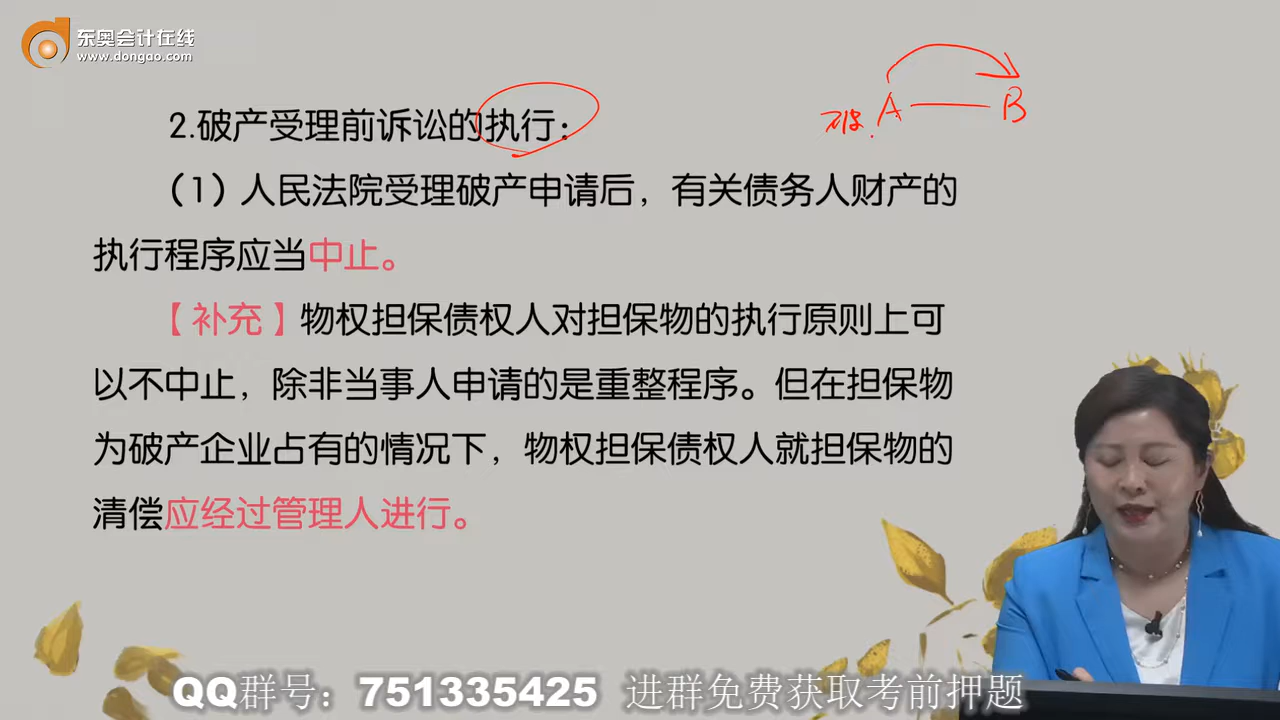 东奥会计在线
www.dongao.com
A B
破.
2.破产受理前诉讼的执行：
（1）人民法院受理破产申请后，有关债务人财产的
执行程序应当中止。
【补充】物权担保债权人对担保物的执行原则上可
以不中止，除非当事人申请的是重整程序。但在担保物
为破产企业占有的情况下，物权担保债权人就担保物的
清偿应经过管理人进行。
QQ群号：751335425 进群免费获取考前押题